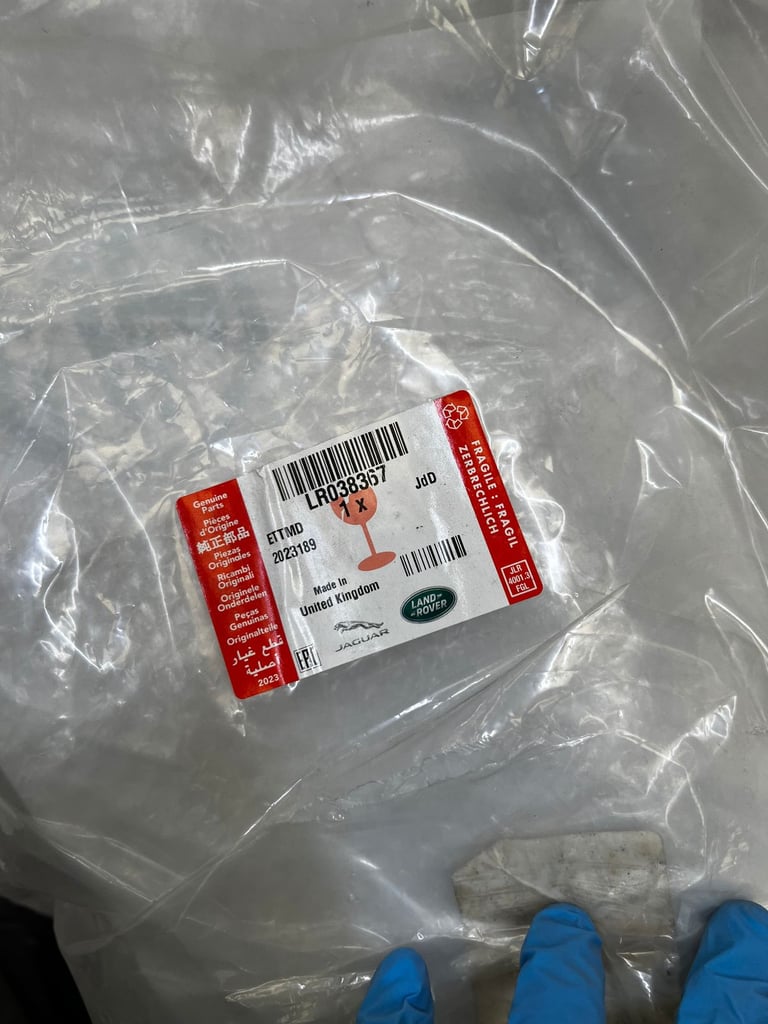 Genuine
Parts
Pièces
d'Origine
純正部品
Piezas
Originales
Ricambi
Originali
Originele
Onderdelen
Peças
Genuínas
Originalteile
قطع غيار
أصلية
2023
LR038367
1 x
JdD
EITTMD
2023189
Made In
United Kingdom
EAC
JAGUAR
LAND-
-ROVER
FRAGILE : FRAGIL
ZERBRECHLICH
JLR
4001.3
FGL